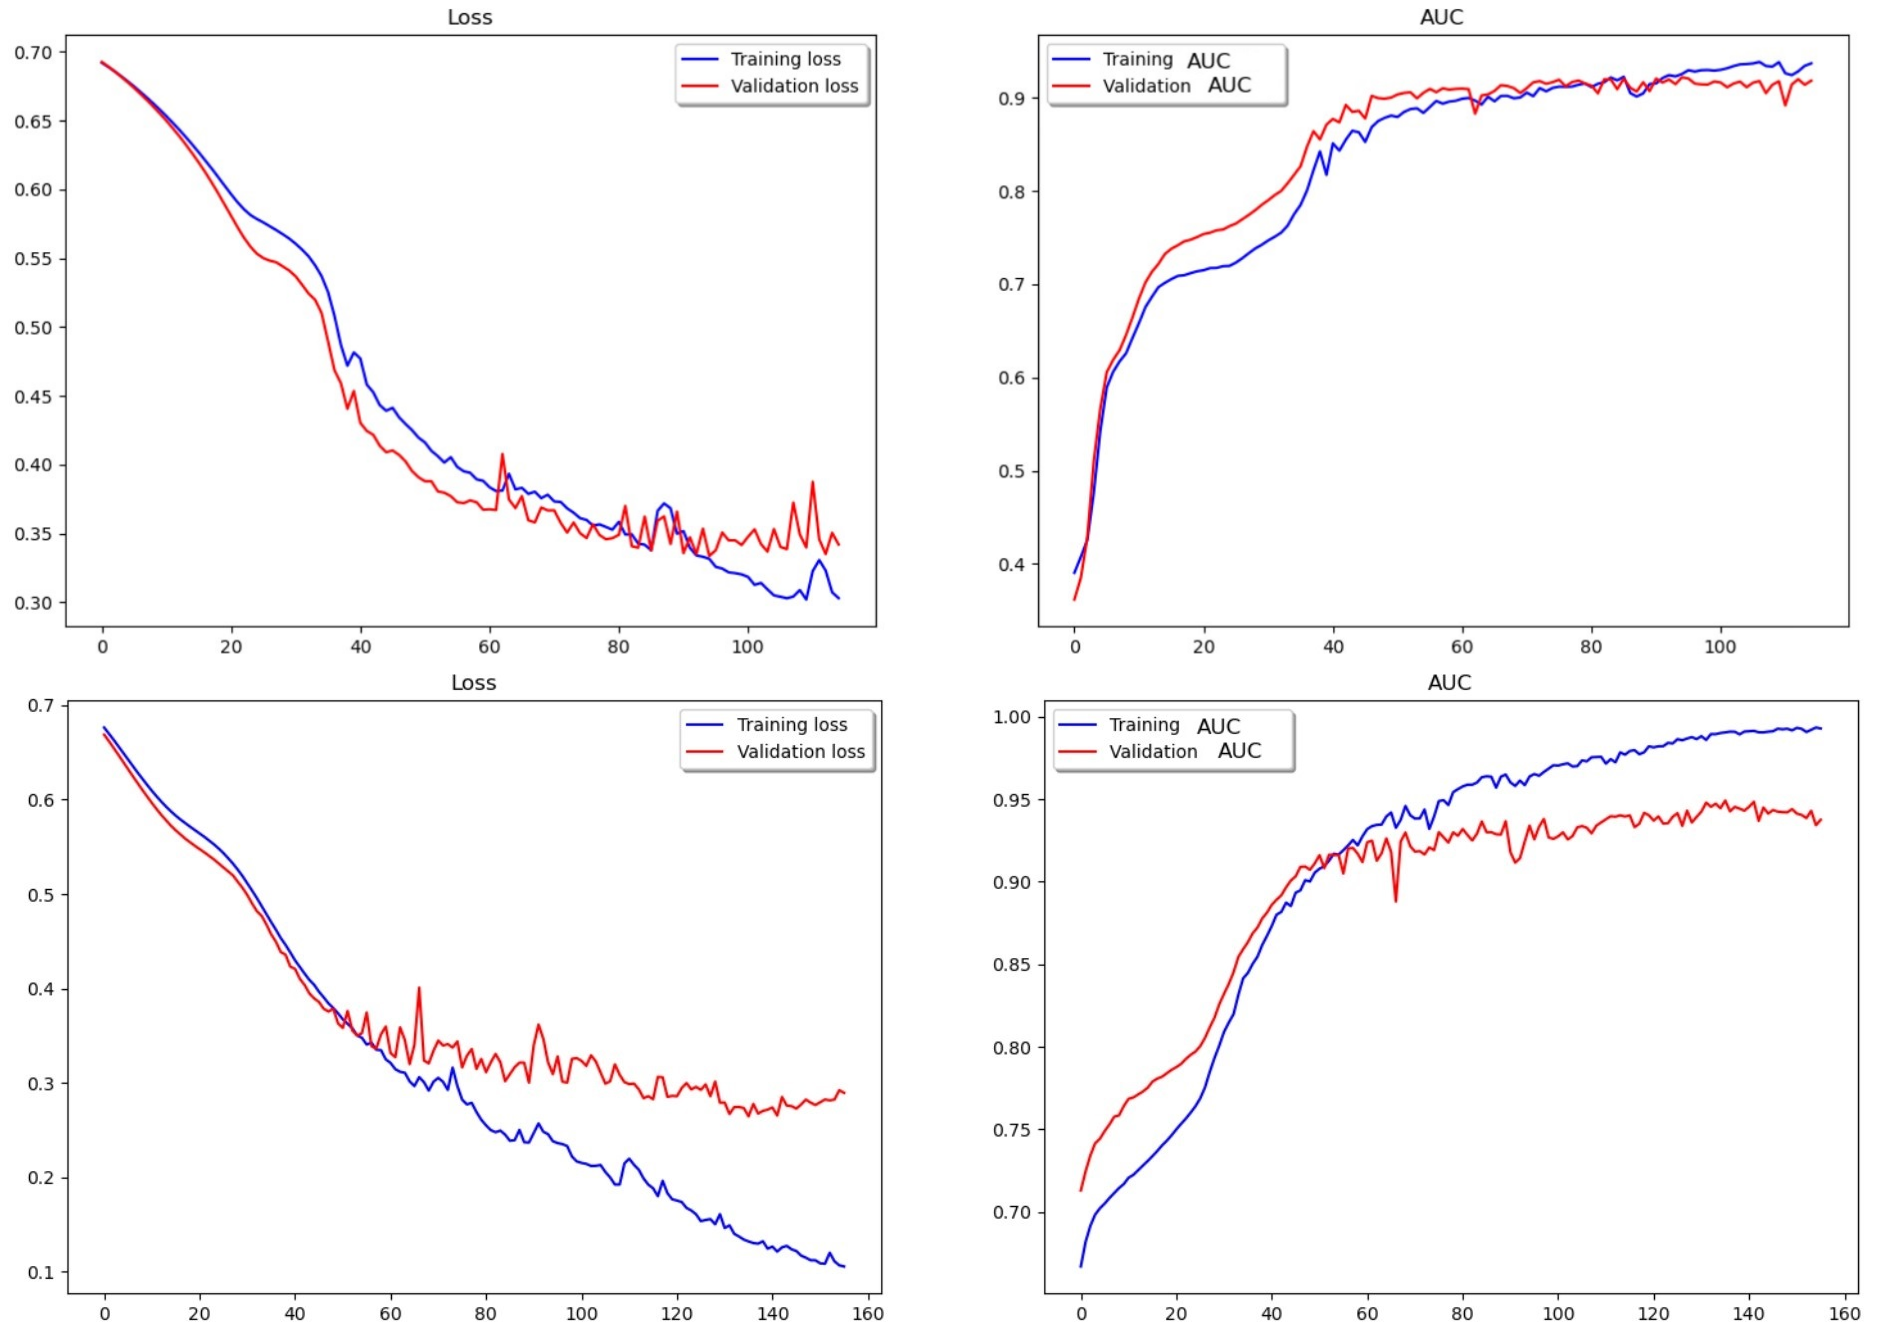 Loss
0.70
0.65
0.60
0.55
0.50
0.45
0.40
0.35
0.30
Training loss
Validation loss
0 20 40 60 80 100
AUC
0.9
0.8
0.7
0.6
0.5
0.4
Training AUC
Validation AUC
0 20 40 60 80 100
Loss
0.7
0.6
0.5
0.4
0.3
0.2
0.1
Training loss
Validation loss
0 20 40 60 80 100 120 140 160
AUC
1.00
0.95
0.90
0.85
0.80
0.75
0.70
Training AUC
Validation AUC
0 20 40 60 80 100 120 140 160